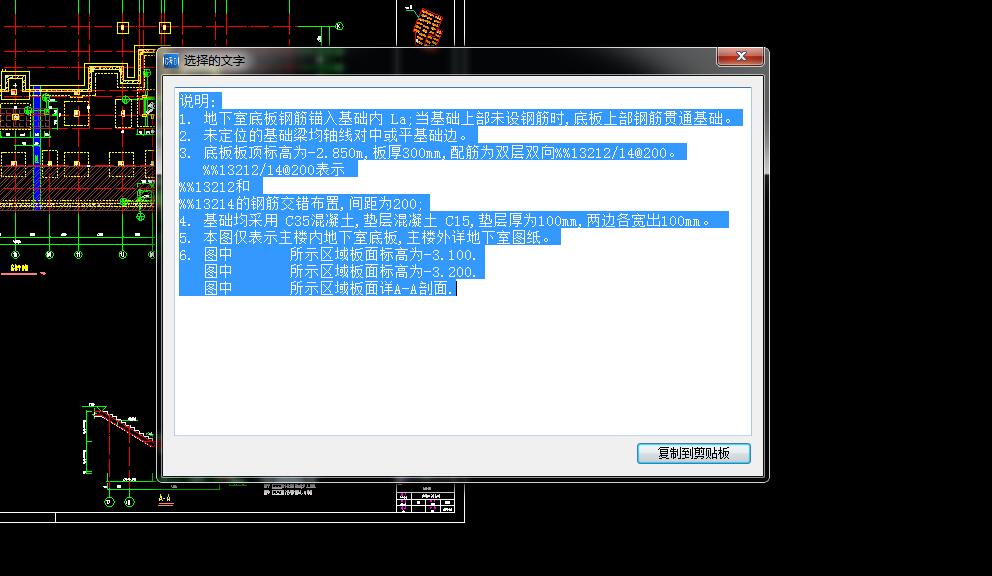 选择的文字
说明:
1. 地下室底板钢筋锚入基础内 La;当基础上部未设钢筋时,底板上部钢筋贯通基础。
2. 未定位的基础梁均轴线对中或平基础边。
3. 底板板顶标高为-2.850m,板厚300mm,配筋为双层双向%%13212/14@200。
%%13212/14@200表示
%%13212和
%%13214的钢筋交错布置,间距为200;
4. 基础均采用 C35混凝土,垫层混凝土 C15,垫层厚为100mm,两边各宽出100mm。
5. 本图仅表示主楼内地下室底板,主楼外详地下室图纸。
6. 图中 所示区域板面标高为-3.100.
图中 所示区域板面标高为-3.200.
图中 所示区域板面详A-A剖面.
复制到剪贴板
A-A